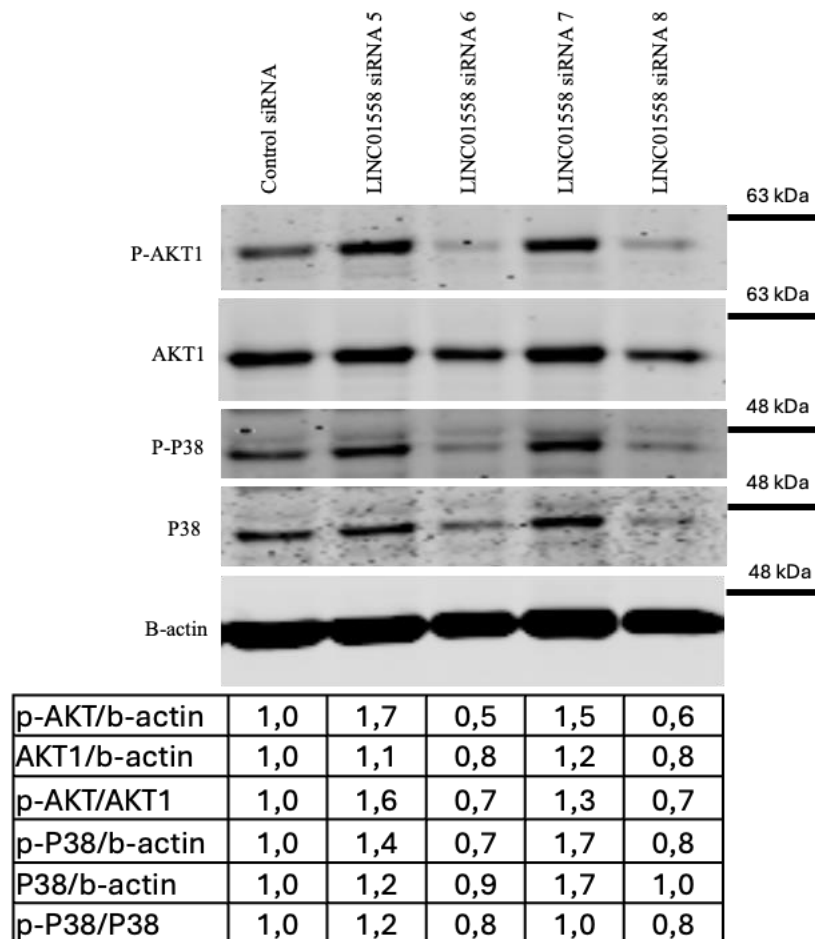 Control siRNA
LINC01558 siRNA 5
LINC01558 siRNA 6
LINC01558 siRNA 7
LINC01558 siRNA 8
63 kDa
P-AKT1
63 kDa
AKT1
48 kDa
P-P38
48 kDa
P38
48 kDa
B-actin
p-AKT/b-actin 1,0 1,7 0,5 1,5 0,6
AKT1/b-actin 1,0 1,1 0,8 1,2 0,8
p-AKT/AKT1 1,0 1,6 0,7 1,3 0,7
p-P38/b-actin 1,0 1,4 0,7 1,7 0,8
P38/b-actin 1,0 1,2 0,9 1,7 1,0
p-P38/P38 1,0 1,2 0,8 1,0 0,8